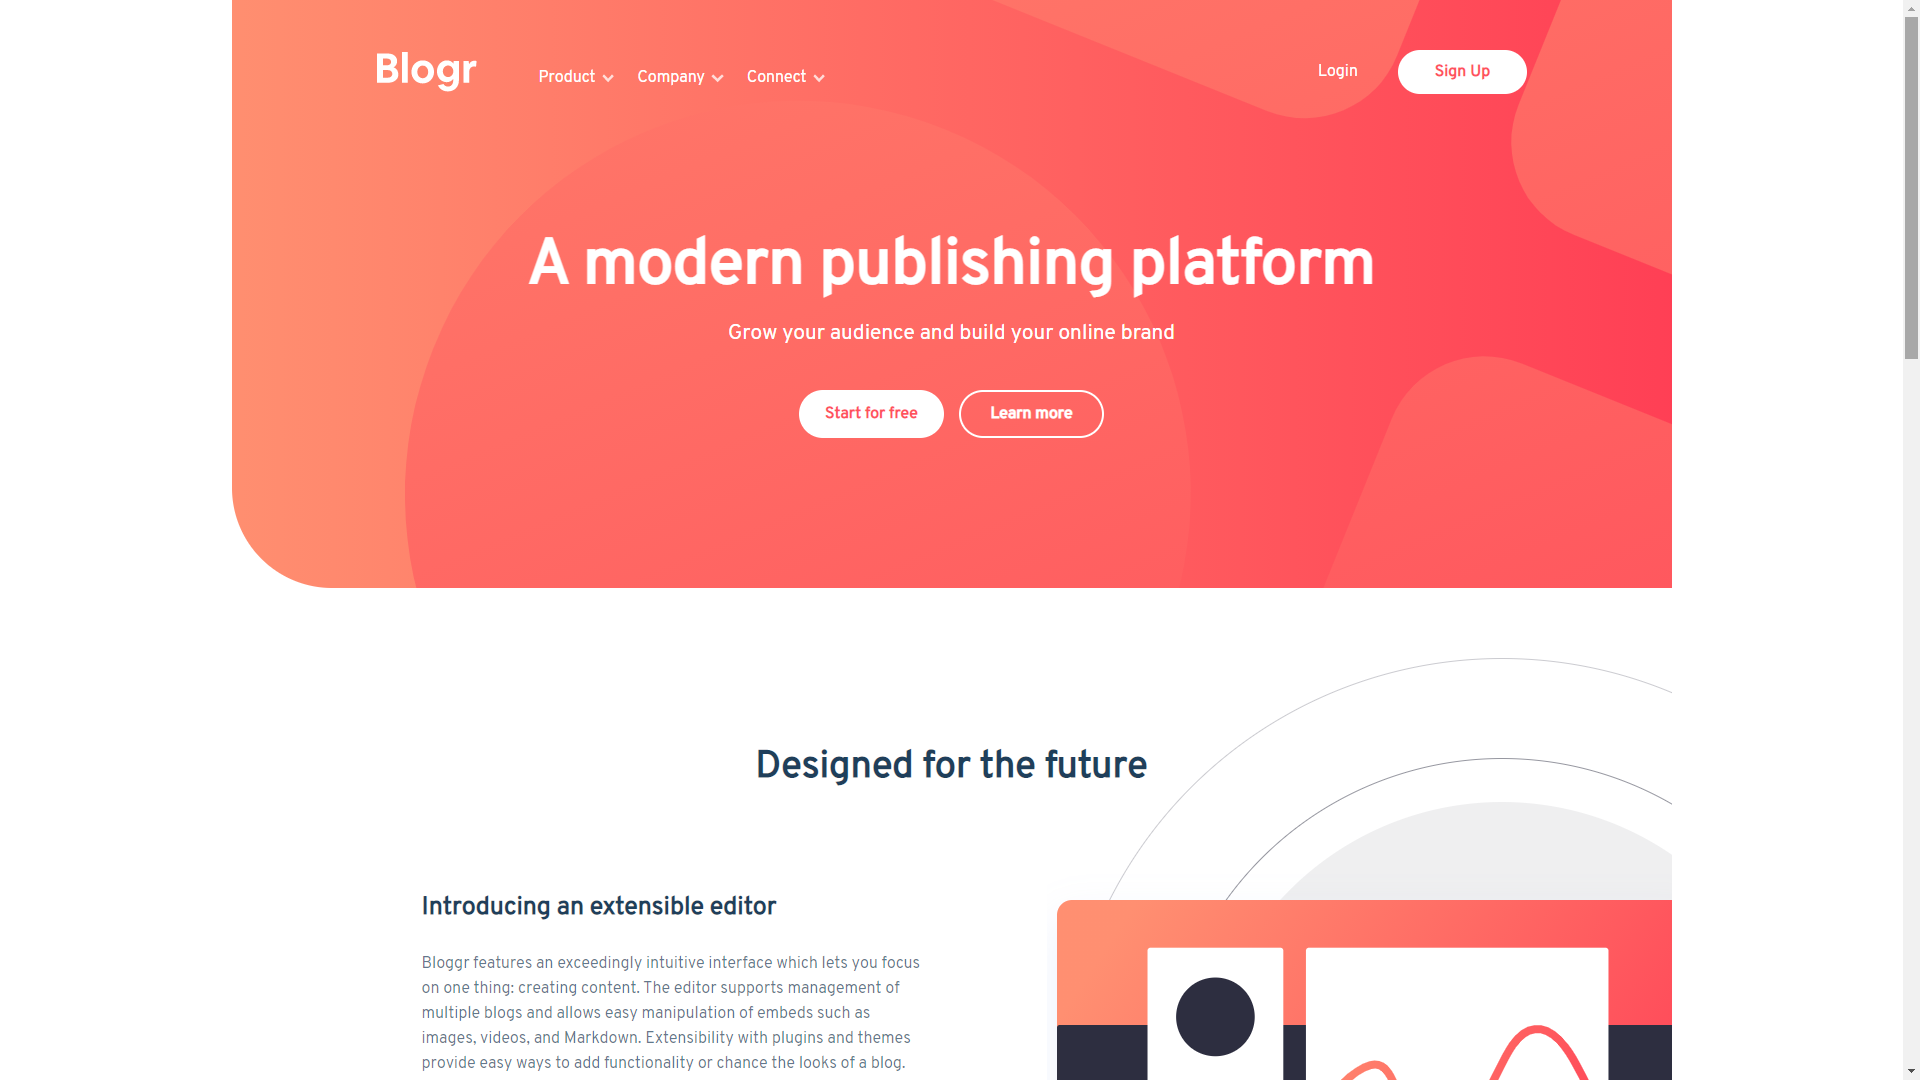 Blogr
Product
Company
Connect
Login
Sign Up
A modern publishing platform
Grow your audience and build your online brand
Start for free
Learn more
Designed for the future
Introducing an extensible editor
Bloggr features an exceedingly intuitive interface which lets you focus
on one thing: creating content. The editor supports management of
multiple blogs and allows easy manipulation of embeds such as
images, videos, and Markdown. Extensibility with plugins and themes
provide easy ways to add functionality or chance the looks of a blog.